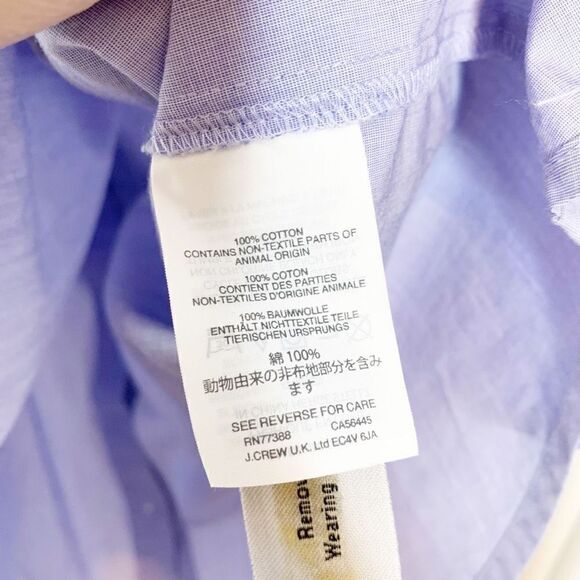 100% COTTON
CONTAINS NON-TEXTILE PARTS OF
ANIMAL ORIGIN
100% COTON
CONTIENT DES PARTIES
NON-TEXTILES D'ORIGINE ANIMALE
100% BAUMWOLLE
ENTHÄLT NICHTTEXTILE TEILE
TIERISCHEN URSPRUNGS
綿 100%
動物由来の非布地部分を含み
ます
SEE REVERSE FOR CARE
RN77388 CA56445
J.CREW U.K. Ltd EC4V 6JA
Remov
Wearing